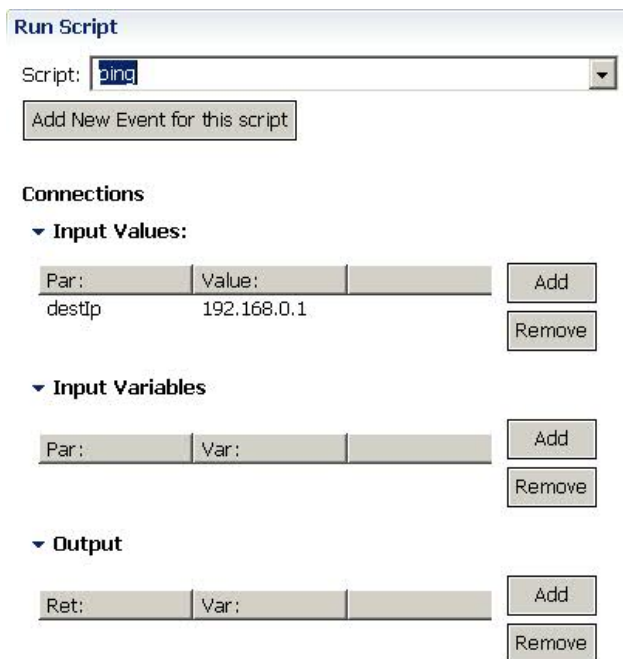 Run Script
Script: ping
Add New Event for this script
Connections
Input Values:
Par: Value:
Add
destIp 192.168.0.1
Remove
Input Variables
Par: Var:
Add
Remove
Output
Ret: Var:
Add
Remove